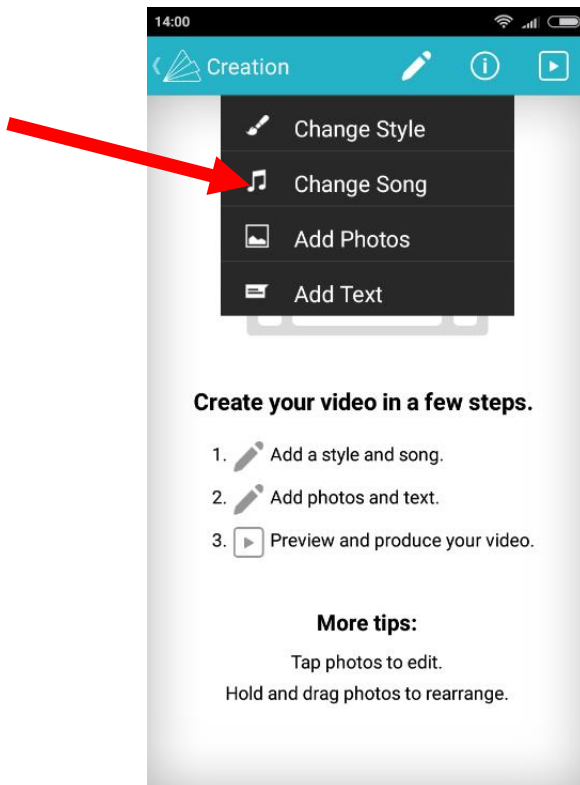 14:00
Creation
Change Style
Change Song
Add Photos
Add Text
Create your video in a few steps.
1. Add a style and song.
2. Add photos and text.
3. Preview and produce your video.
More tips:
Tap photos to edit.
Hold and drag photos to rearrange.